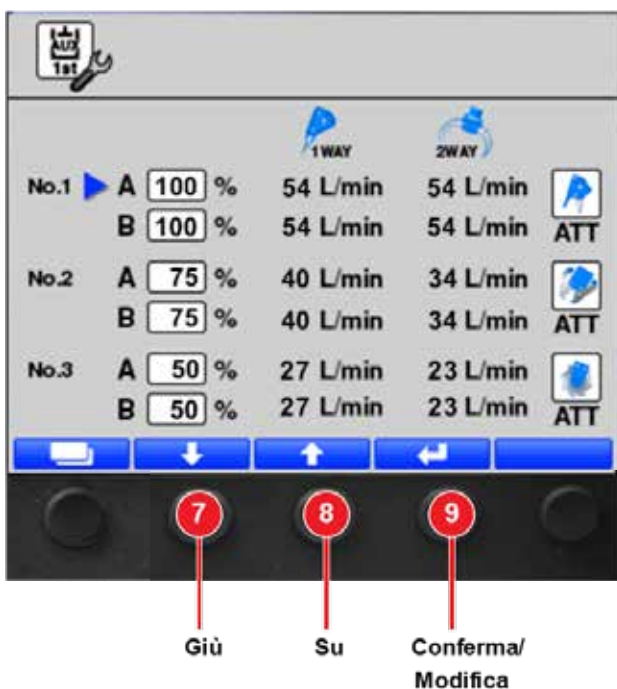 AUX
1st
1WAY 2WAY
No.1 A 100 % 54 L/min 54 L/min
B 100 % 54 L/min 54 L/min ATT
No.2 A 75 % 40 L/min 34 L/min
B 75 % 40 L/min 34 L/min ATT
No.3 A 50 % 27 L/min 23 L/min
B 50 % 27 L/min 23 L/min ATT
7 8 9
Giù Su Conferma/
Modifica